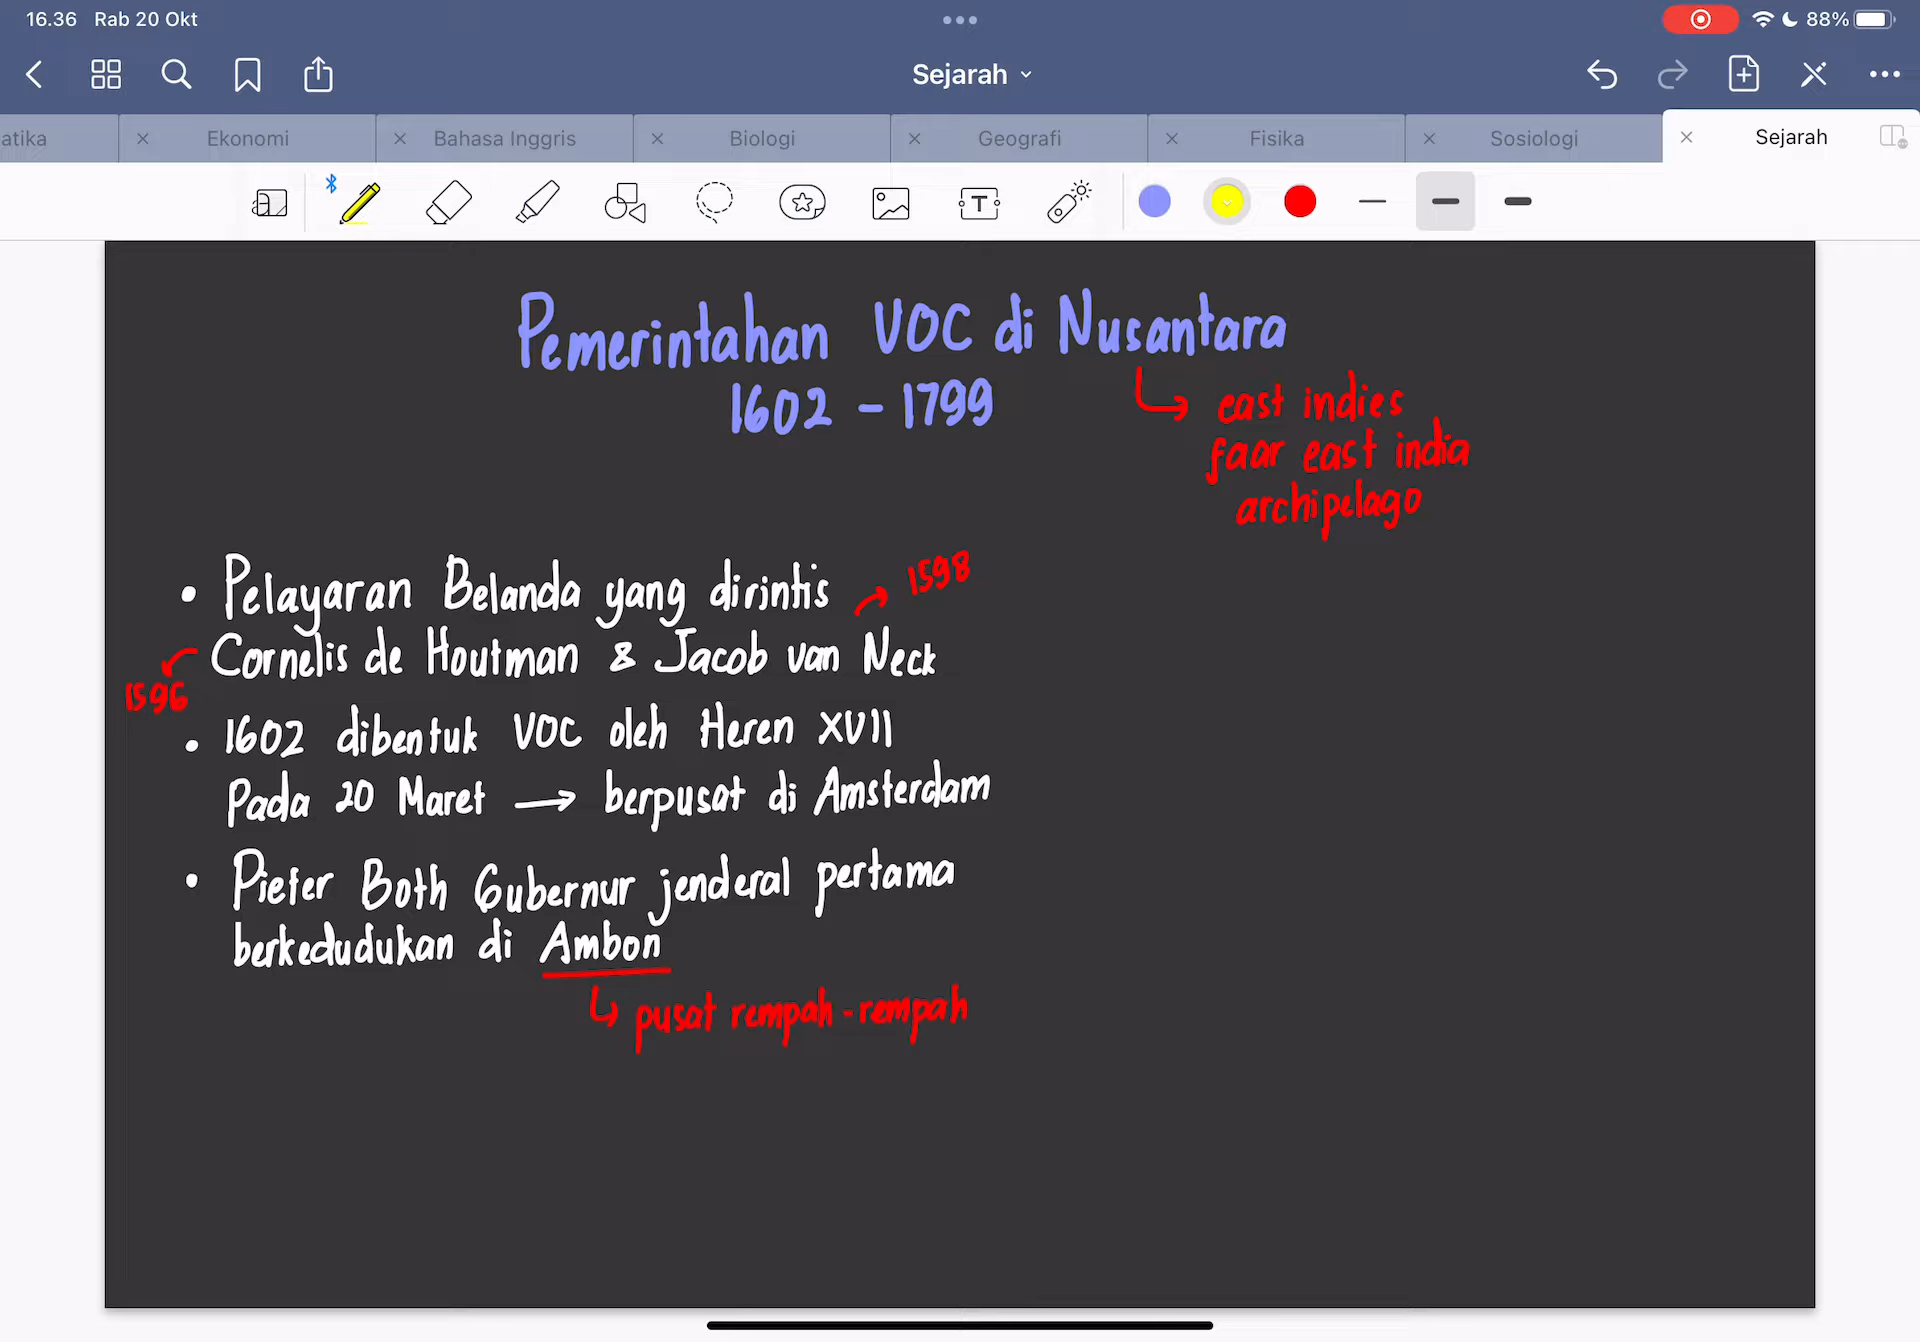 16.36 Rab 20 Okt
88%
Sejarah
atika
Ekonomi
Bahasa Inggris
Biologi
Geografi
Fisika
Sosiologi
Sejarah
Pemerintahan VOC di Nusantara
1602 - 1799
east indies
faar east india
archipelago
• Pelayaran Belanda yang dirintis
1598
Cornelis de Houtman & Jacob van Neck
1596
• 1602 dibentuk VOC oleh Heren XVII
Pada 20 Maret → berpusat di Amsterdam
• Pieter Both Gubernur jenderal pertama
berkedudukan di Ambon
pusat rempah-rempah